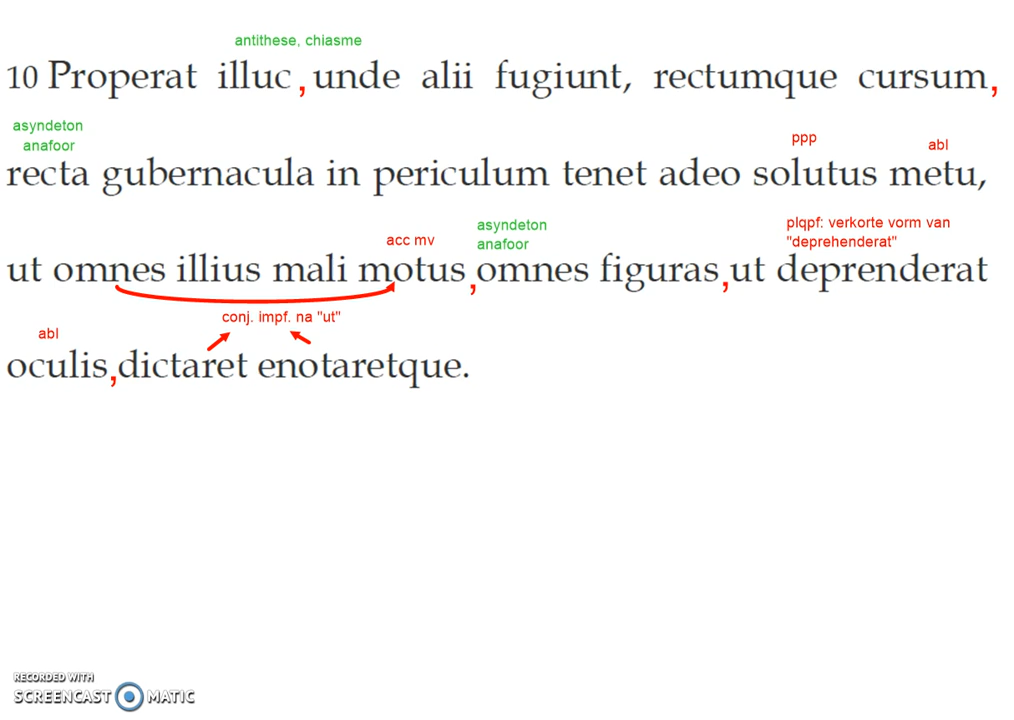 antithese, chiasme
10 Properat illuc, unde alii fugiunt, rectumque cursum,
asyndeton
anafoor
ppp
abl
recta gubernacula in periculum tenet adeo solutus metu,
asyndeton
anafoor
plqpf: verkorte vorm van
"deprehenderat"
acc mv
ut omnes illius mali motus, omnes figuras, ut deprenderat
conj. impf. na "ut"
abl
oculis, dictaret enotaretque.
RECORDED WITH
SCREENCAST MATIC